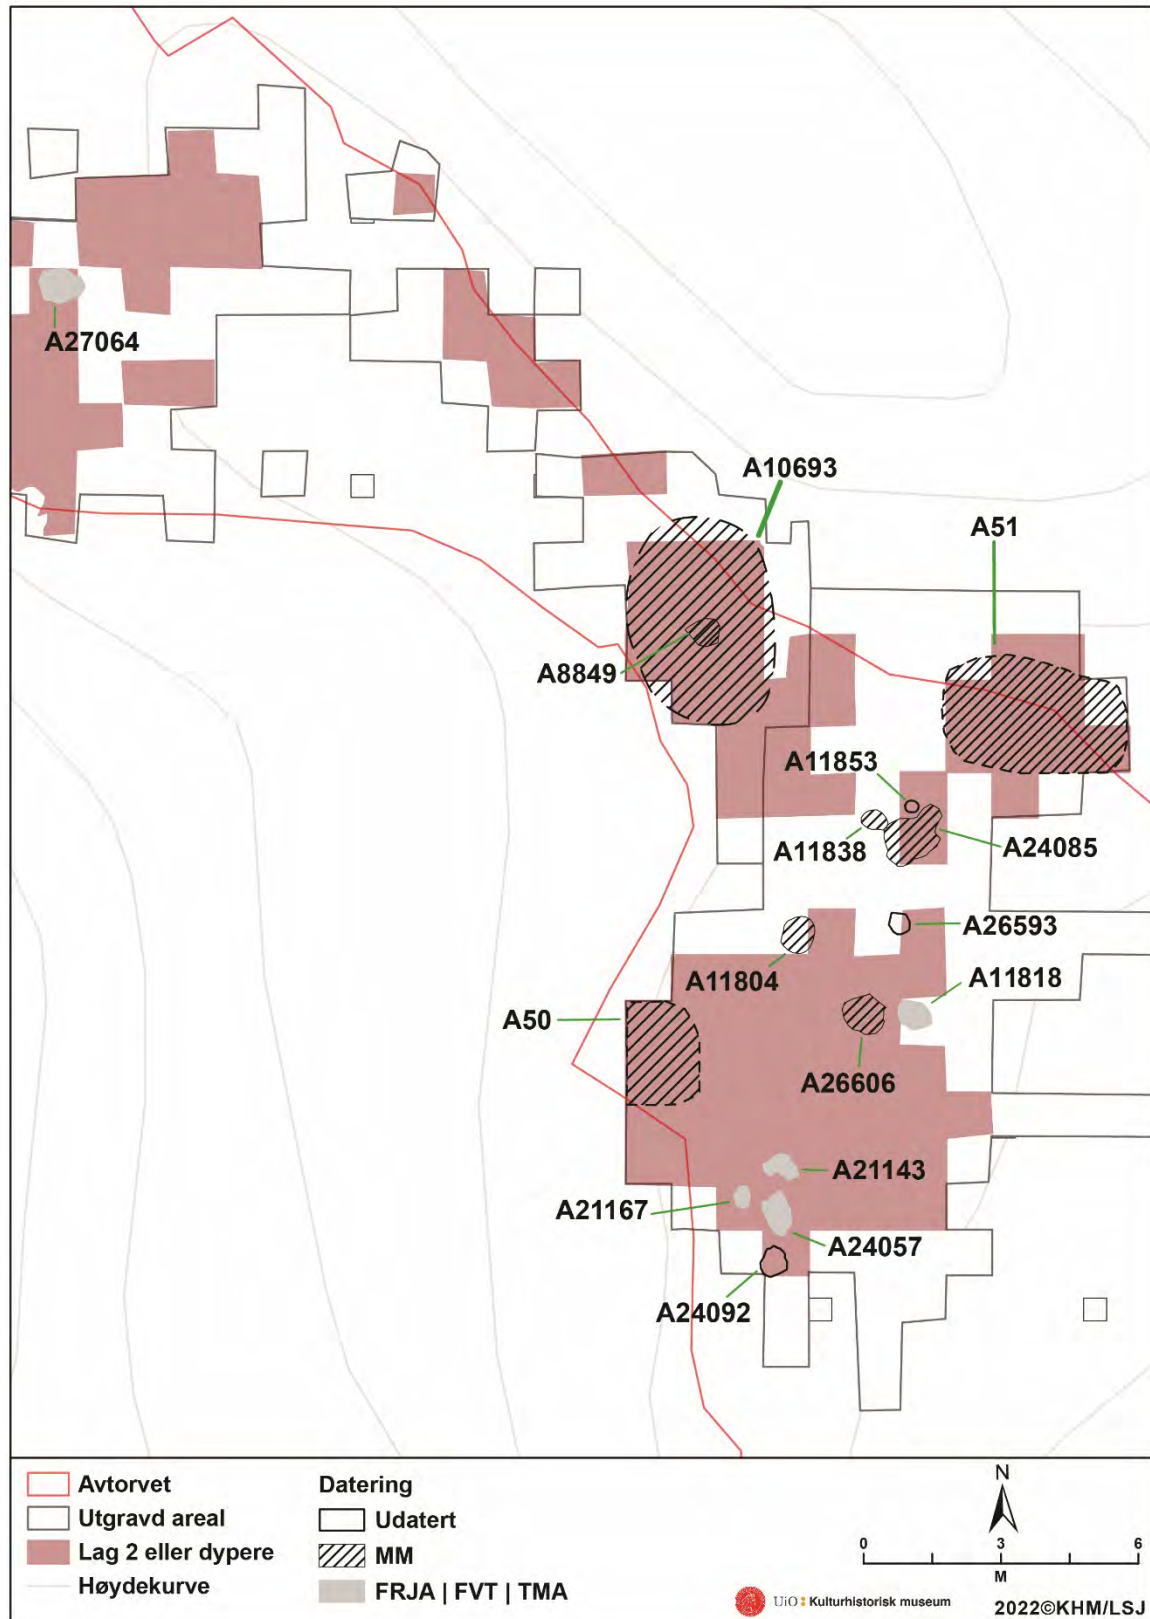 A27064
A10693
A51
A8849
A11853
A11838
A24085
A26593
A11804
A11818
A50
A26606
A21143
A21167
A24057
A24092
Avtorvet
Utgravd areal
Lag 2 eller dypere
Høydekurve
Datering
Udatert
MM
FRJA | FVT | TMA
N
0 3 6
M
UiO : Kulturhistorisk museum
2022©KHM/LSJ